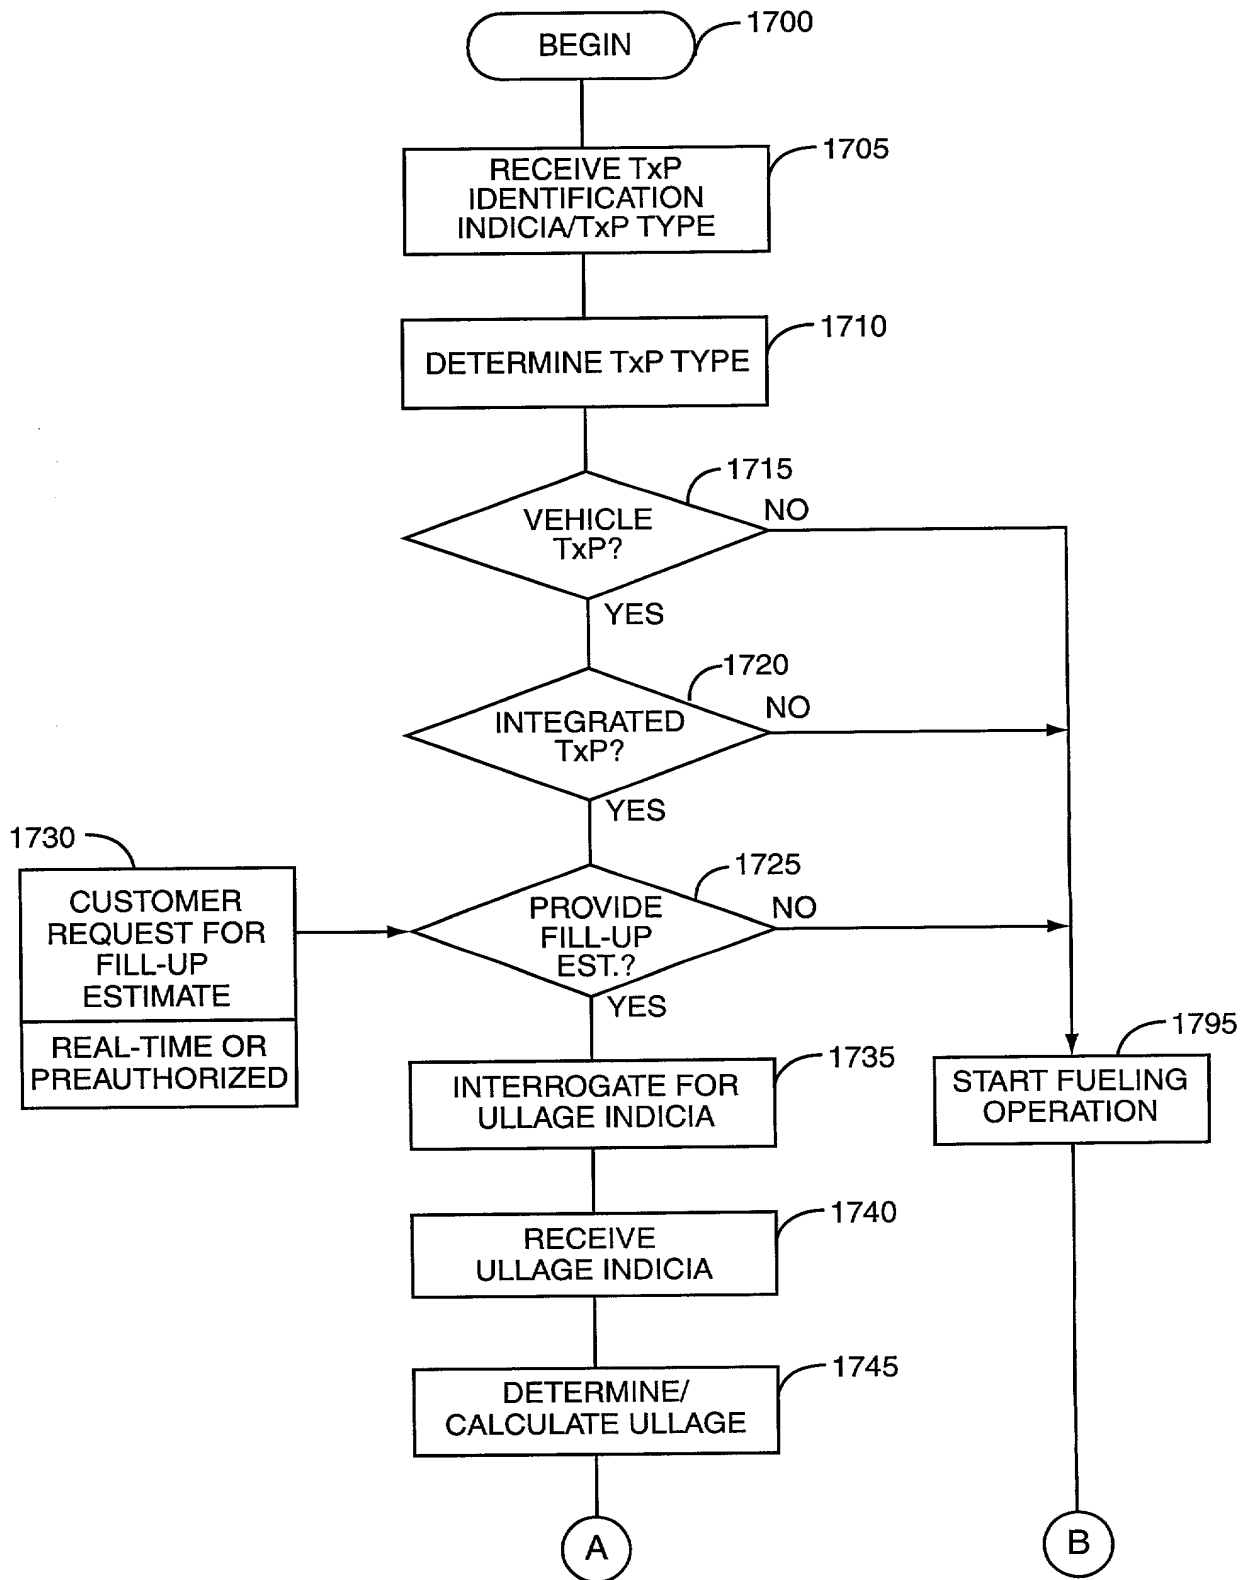 BEGIN
1700
RECEIVE TxP
IDENTIFICATION
INDICIA/TxP TYPE
1705
DETERMINE TxP TYPE
1710
VEHICLE
TxP?
1715
NO
YES
INTEGRATED
TxP?
1720
NO
YES
1730
CUSTOMER
REQUEST FOR
FILL-UP
ESTIMATE
REAL-TIME OR
PREAUTHORIZED
PROVIDE
FILL-UP
EST.?
1725
NO
YES
INTERROGATE FOR
ULLAGE INDICIA
1735
START FUELING
OPERATION
1795
RECEIVE
ULLAGE INDICIA
1740
DETERMINE/
CALCULATE ULLAGE
1745
A
B